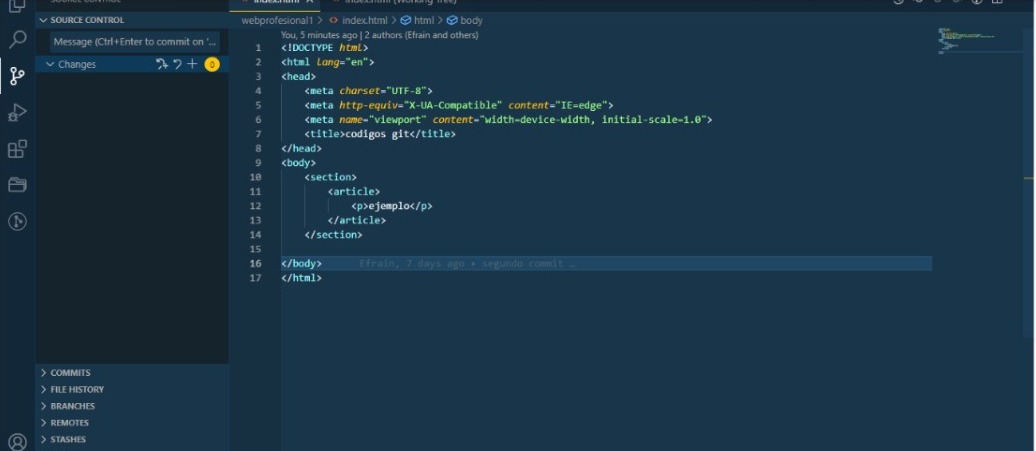 SOURCE CONTROL
index.html (Working Tree)
SOURCE CONTROL
Message (Ctrl+Enter to commit on '...
Changes
0
COMMITS
FILE HISTORY
BRANCHES
REMOTES
STASHES
webprofesional1 > <> index.html > html > body
You, 5 minutes ago | 2 authors (Efrain and others)
1 <!DOCTYPE html>
2 <html lang="en">
3 <head>
4 <meta charset="UTF-8">
5 <meta http-equiv="X-UA-Compatible" content="IE=edge">
6 <meta name="viewport" content="width=device-width, initial-scale=1.0">
7 <title>codigos git</title>
8 </head>
9 <body>
10 <section>
11 <article>
12 <p>ejemplo</p>
13 </article>
14 </section>
15
16 </body> Efrain, 7 days ago • segundo commit …
17 </html>